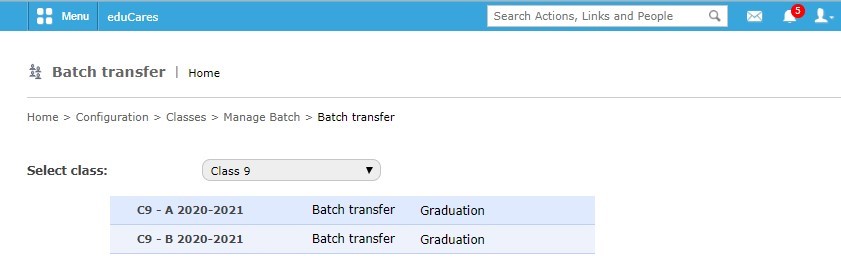 Menu eduCares Search Actions, Links and People 5
Batch transfer | Home
Home > Configuration > Classes > Manage Batch > Batch transfer
Select class: Class 9
C9 - A 2020-2021 Batch transfer Graduation
C9 - B 2020-2021 Batch transfer Graduation